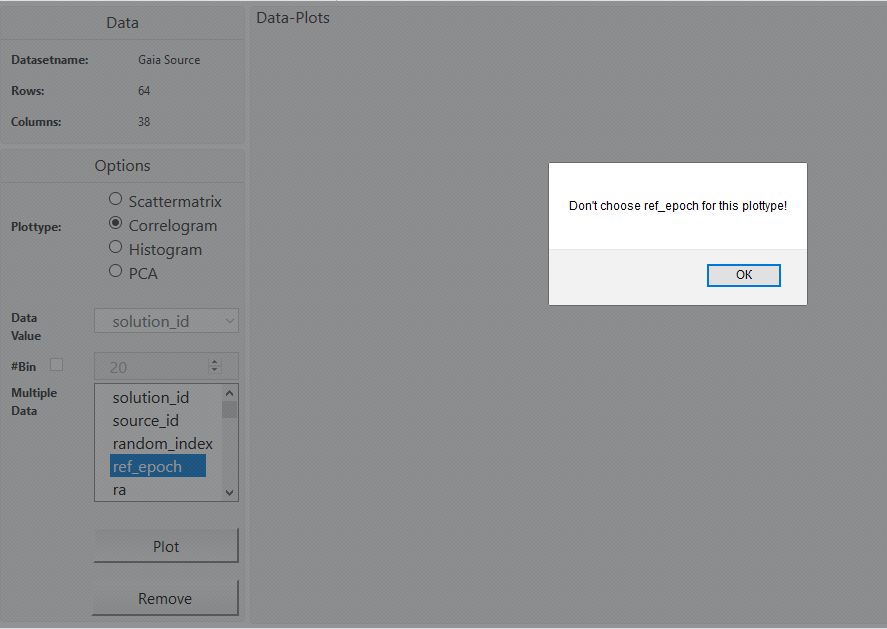 Data
Datasetname: Gaia Source
Rows: 64
Columns: 38
Options
Plottype:
Scattermatrix
Correlogram
Histogram
PCA
Data
Value
solution_id
#Bin
20
Multiple
Data
solution_id
source_id
random_index
ref_epoch
ra
Plot
Remove
Data-Plots
Don't choose ref_epoch for this plottype!
OK